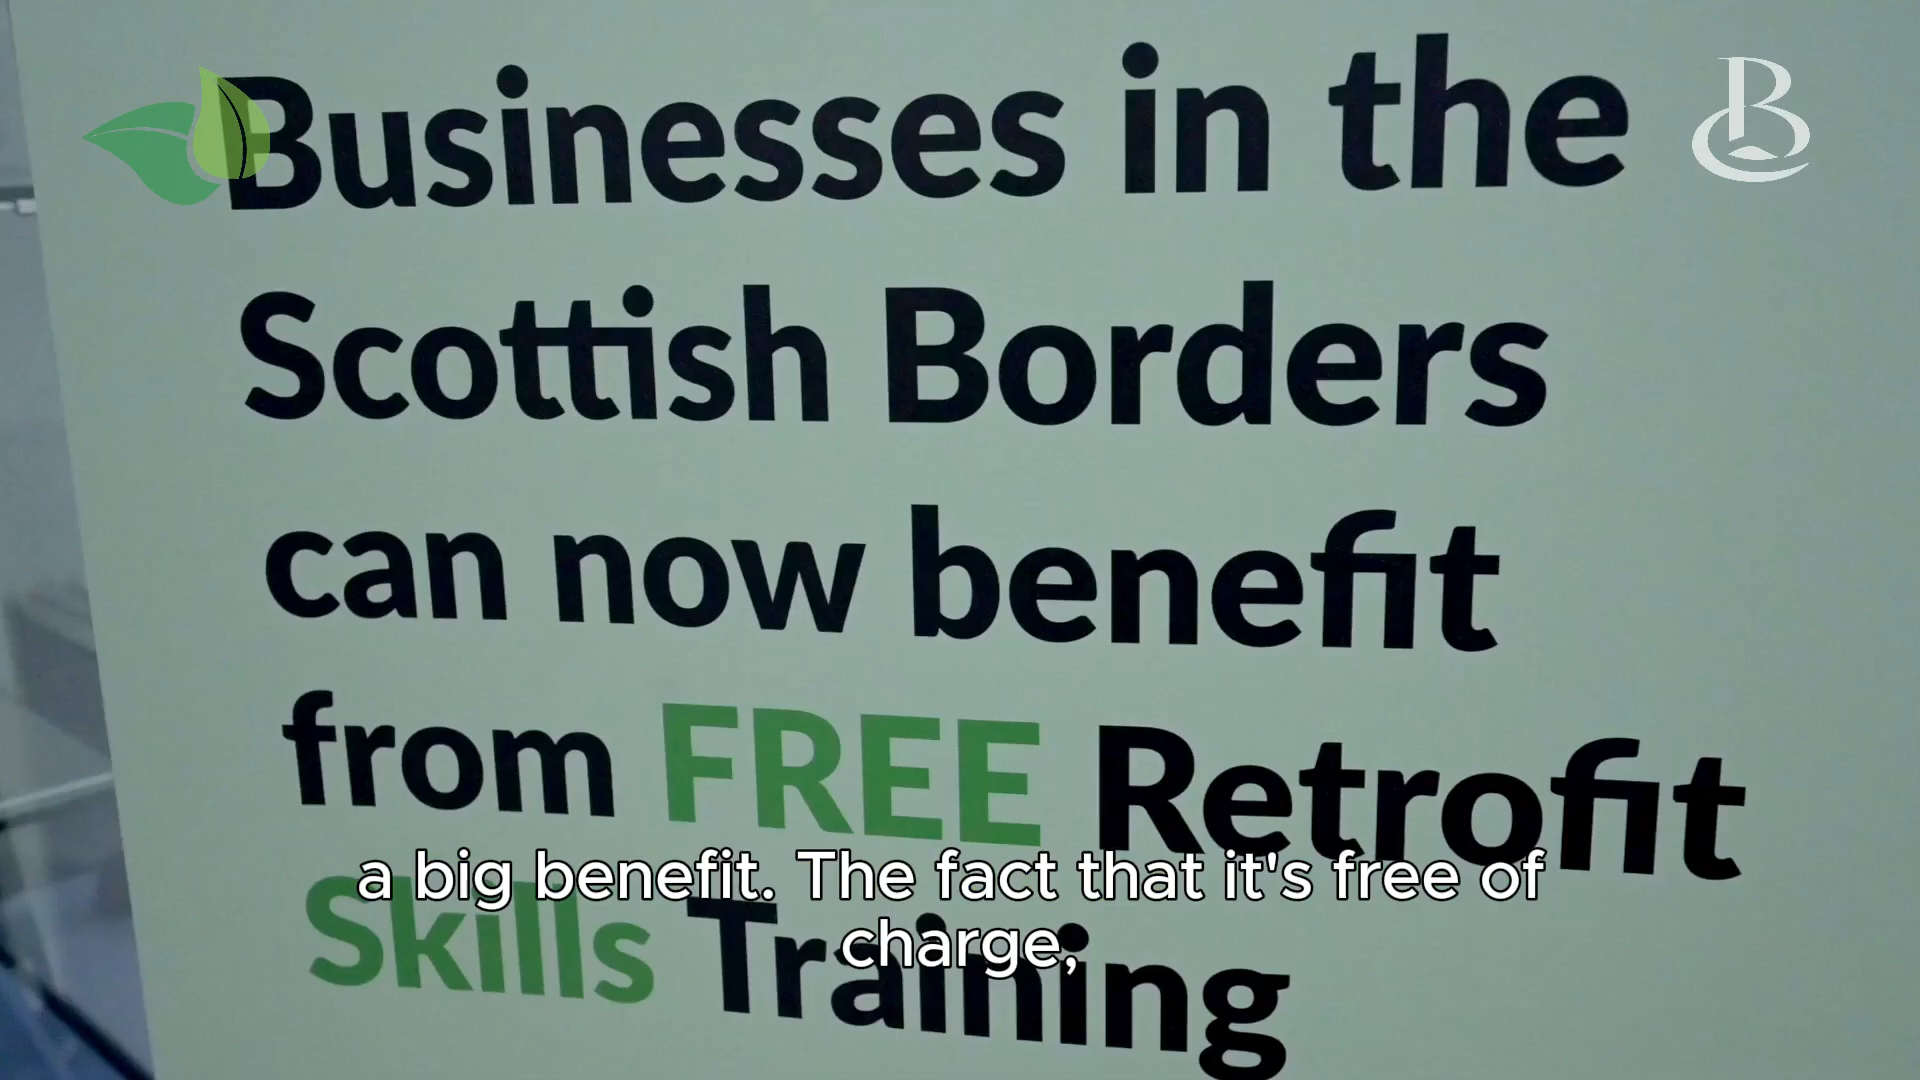 Businesses in the
Scottish Borders
can now benefit
from FREE Retrofit
Skills Training
a big benefit. The fact that it's free of
charge,